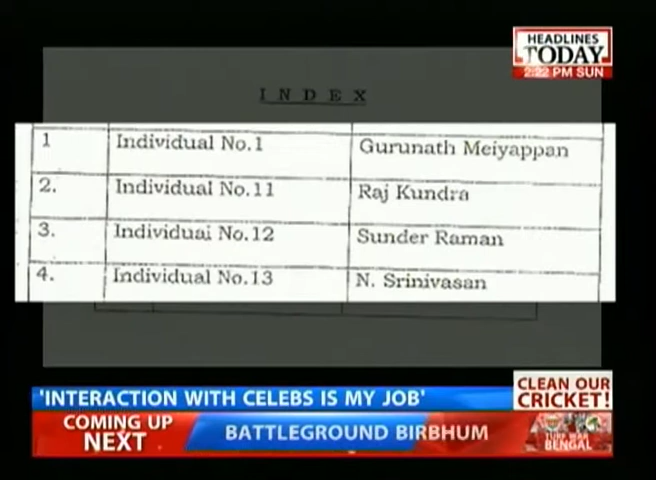 HEADLINES
TODAY
2:22 PM SUN
INDEX
1 Individual No.1 Gurunath Meiyappan
2. Individual No.11 Raj Kundra
3. Individual No.12 Sunder Raman
4. Individual No.13 N. Srinivasan
'INTERACTION WITH CELEBS IS MY JOB'
CLEAN OUR
CRICKET!
COMING UP
NEXT
BATTLEGROUND BIRBHUM
TURF WAR
BENGAL